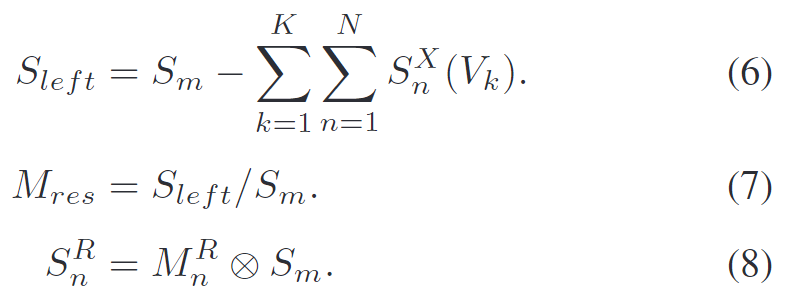 S_{left} = S_m - \sum_{k=1}^{K} \sum_{n=1}^{N} S_n^X(V_k). (6)
M_{res} = S_{left}/S_m. (7)
S_n^R = M_n^R \otimes S_m. (8)